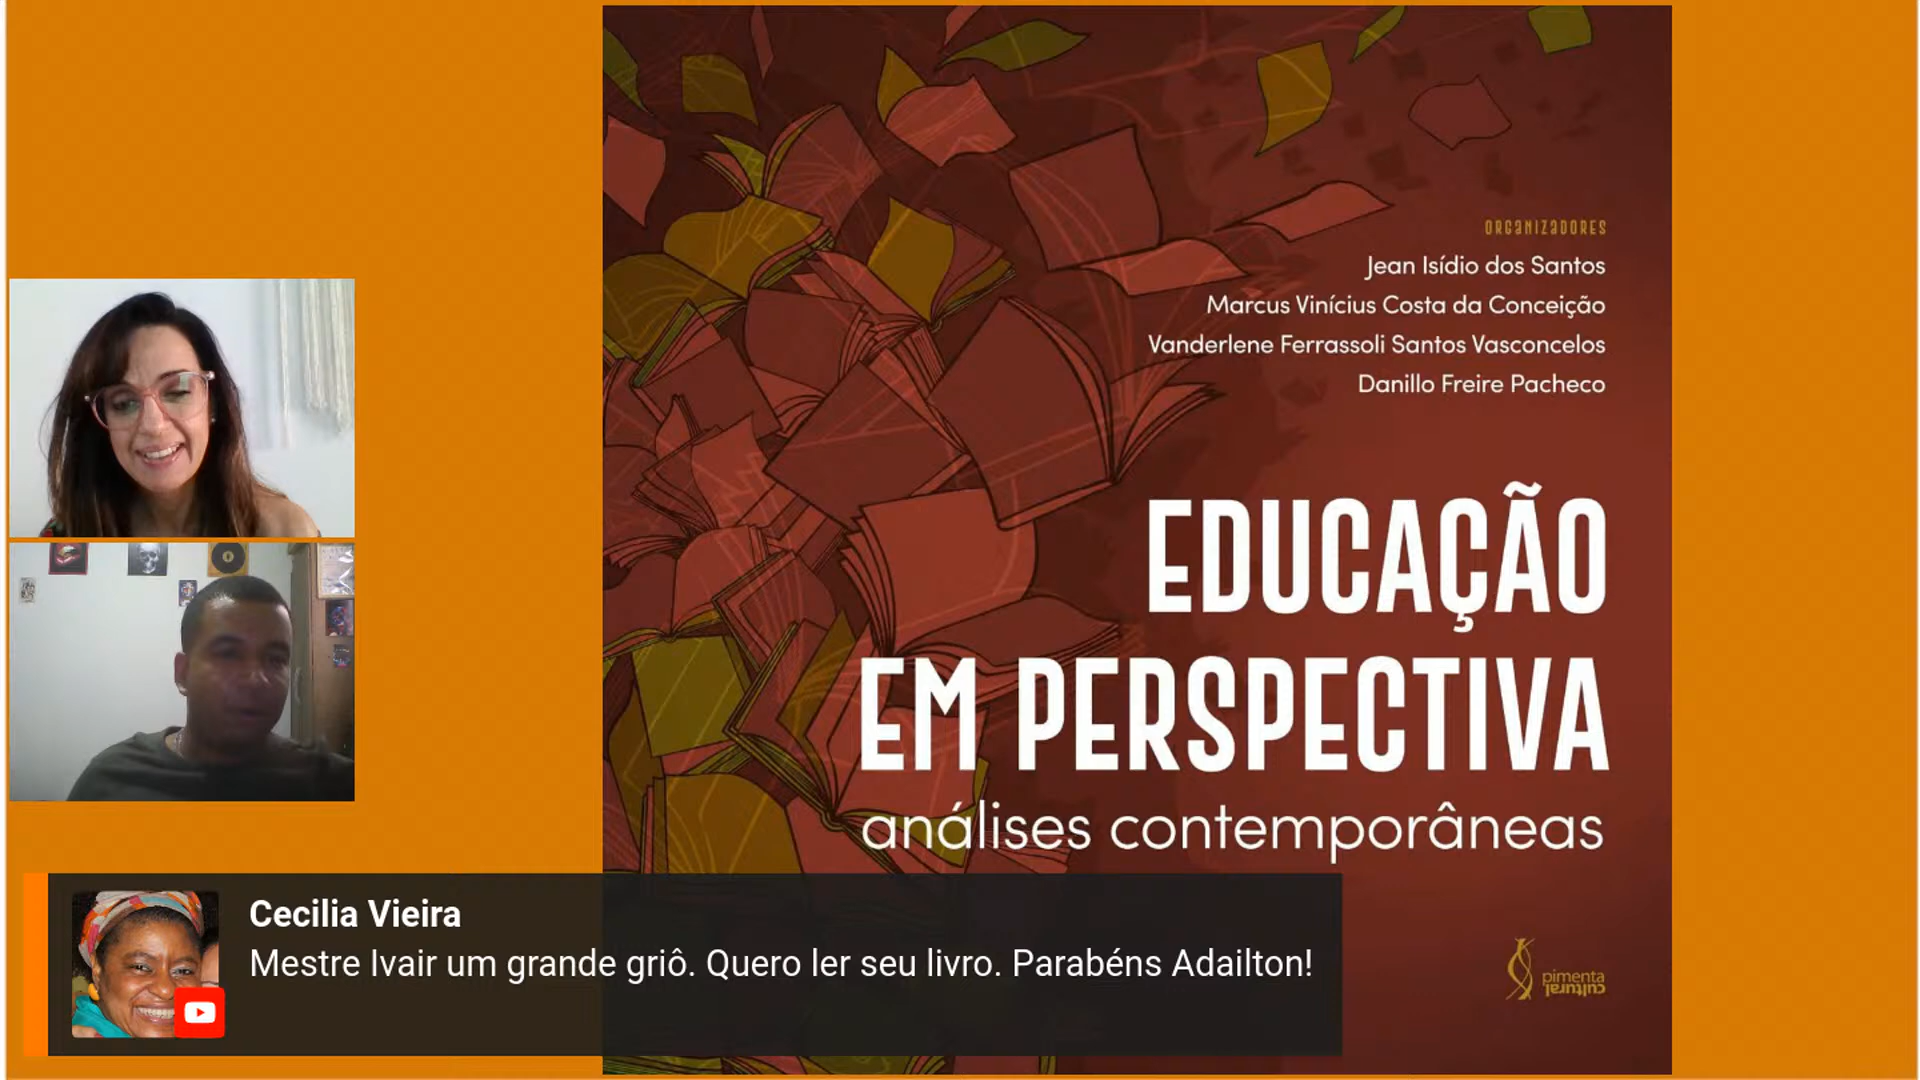 ORGANIZADORES
Jean Isídio dos Santos
Marcus Vinícius Costa da Conceição
Vanderlene Ferrassoli Santos Vasconcelos
Danillo Freire Pacheco
EDUCAÇÃO
EM PERSPECTIVA
análises contemporâneas
pimenta
cultural
Cecilia Vieira
Mestre Ivair um grande griô. Quero ler seu livro. Parabéns Adailton!